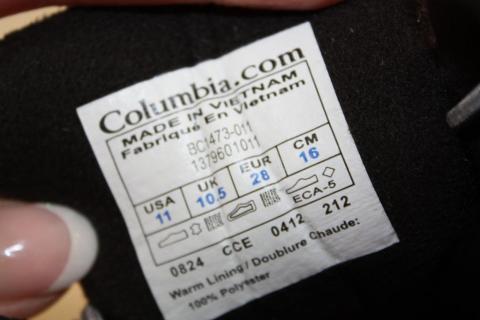 Columbia.com
MADE IN VIETNAM
Fabriqué En Vietnam
BC1473-011
1379601011
USA UK EUR CM
11 10.5 28 16
ECA-5
0824 CCE 0412 212
Warm Lining / Doublure Chaude:
100% Polyester